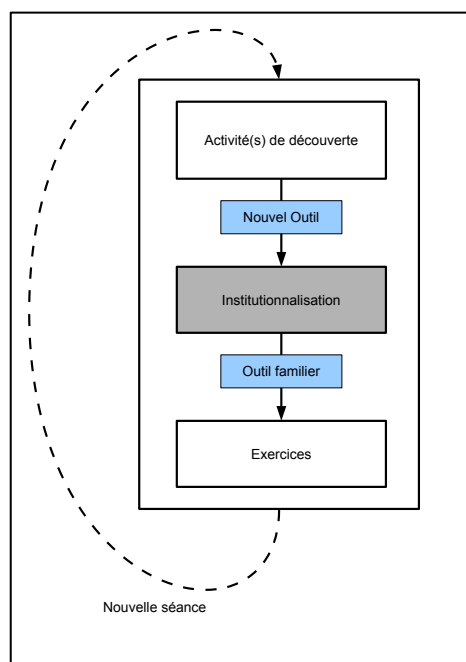 Activité(s) de découverte
Nouvel Outil
Institutionnalisation
Outil familier
Exercices
Nouvelle séance